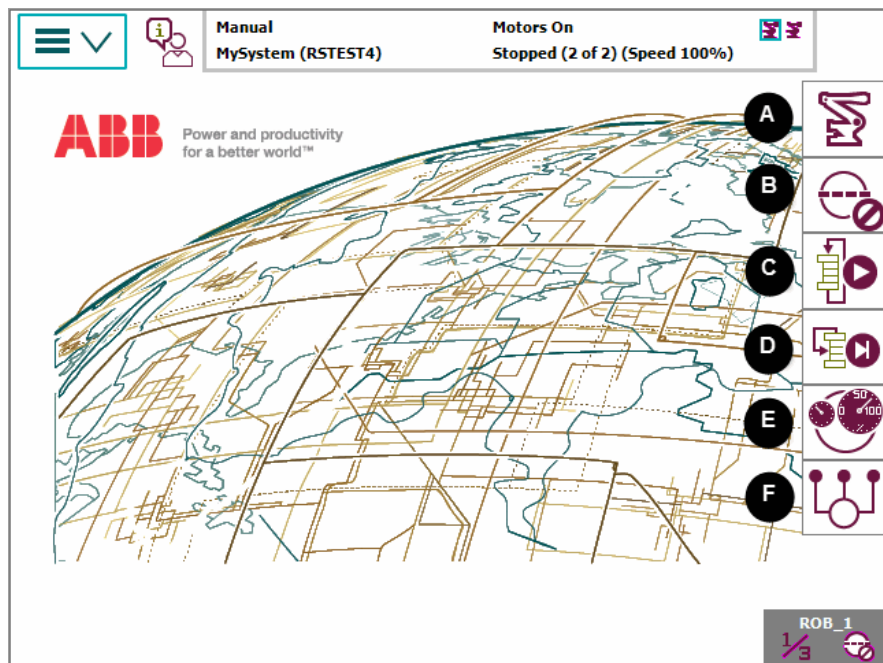 Manual
Motors On
MySystem (RSTEST4)
Stopped (2 of 2) (Speed 100%)
ABB
Power and productivity
for a better world™
A
B
C
D
E
0 50 100
F
ROB_1
1/3